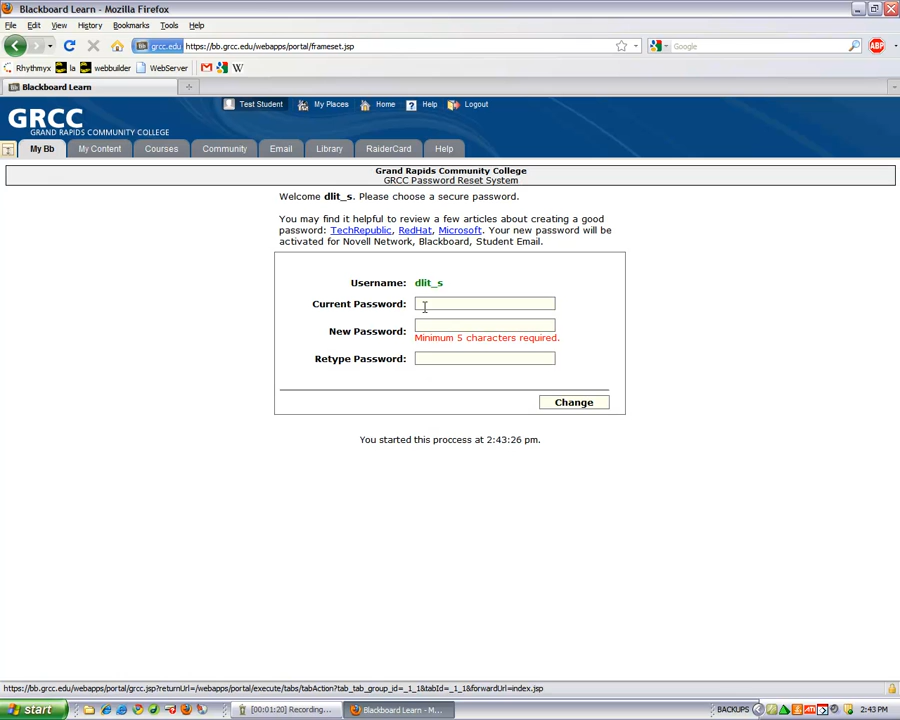 Blackboard Learn - Mozilla Firefox
File Edit View History Bookmarks Tools Help
grcc.edu https://bb.grcc.edu/webapps/portal/frameset.jsp Google ABP
Rhythmyx la webbuilder WebServer W
Blackboard Learn
Test Student My Places Home Help Logout
GRCC
GRAND RAPIDS COMMUNITY COLLEGE
My Bb My Content Courses Community Email Library RaiderCard Help
Grand Rapids Community College
GRCC Password Reset System
Welcome dlit_s. Please choose a secure password.
You may find it helpful to review a few articles about creating a good
password: TechRepublic, RedHat, Microsoft. Your new password will be
activated for Novell Network, Blackboard, Student Email.
Username: dlit_s
Current Password:
New Password:
Minimum 5 characters required.
Retype Password:
Change
You started this proccess at 2:43:26 pm.
https://bb.grcc.edu/webapps/portal/grcc.jsp?returnUrl=/webapps/portal/execute/tabs/tabAction?tab_tab_group_id=_1_1&tabId=_1_1&forwardUrl=index.jsp
start [00:01:20] Recording... Blackboard Learn - M... BACKUPS 2:43 PM